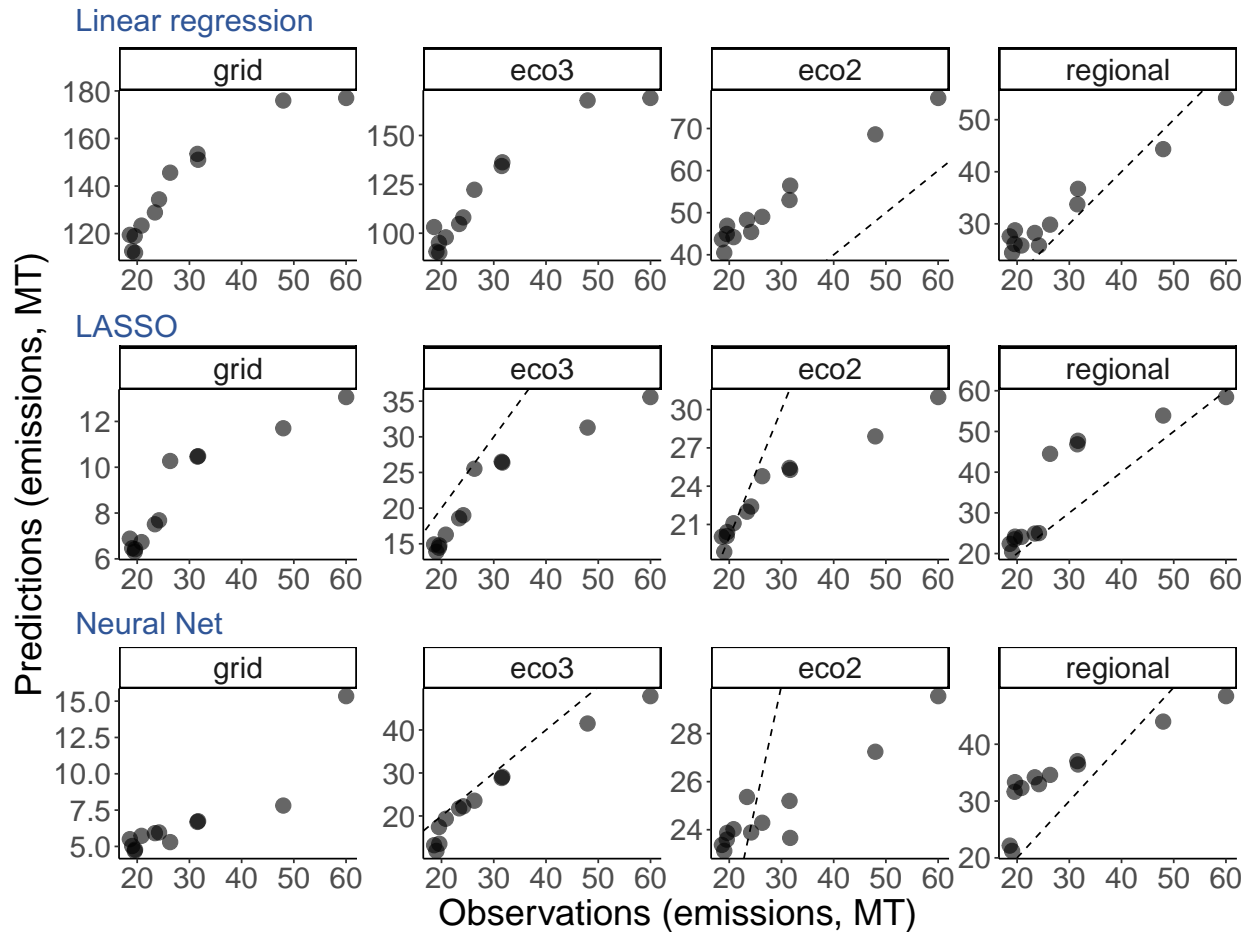 Linear regression
grid
eco3
eco2
regional
180
160
140
120
20 30 40 50 60
150
125
100
20 30 40 50 60
70
60
50
40
20 30 40 50 60
50
40
30
20 30 40 50 60
LASSO
grid
eco3
eco2
regional
12
10
8
6
20 30 40 50 60
35
30
25
20
15
20 30 40 50 60
30
27
24
21
20 30 40 50 60
60
50
40
30
20
20 30 40 50 60
Neural Net
grid
eco3
eco2
regional
15.0
12.5
10.0
7.5
5.0
20 30 40 50 60
40
30
20
20 30 40 50 60
28
26
24
20 30 40 50 60
40
30
20
20 30 40 50 60
Predictions (emissions, MT)
Observations (emissions, MT)